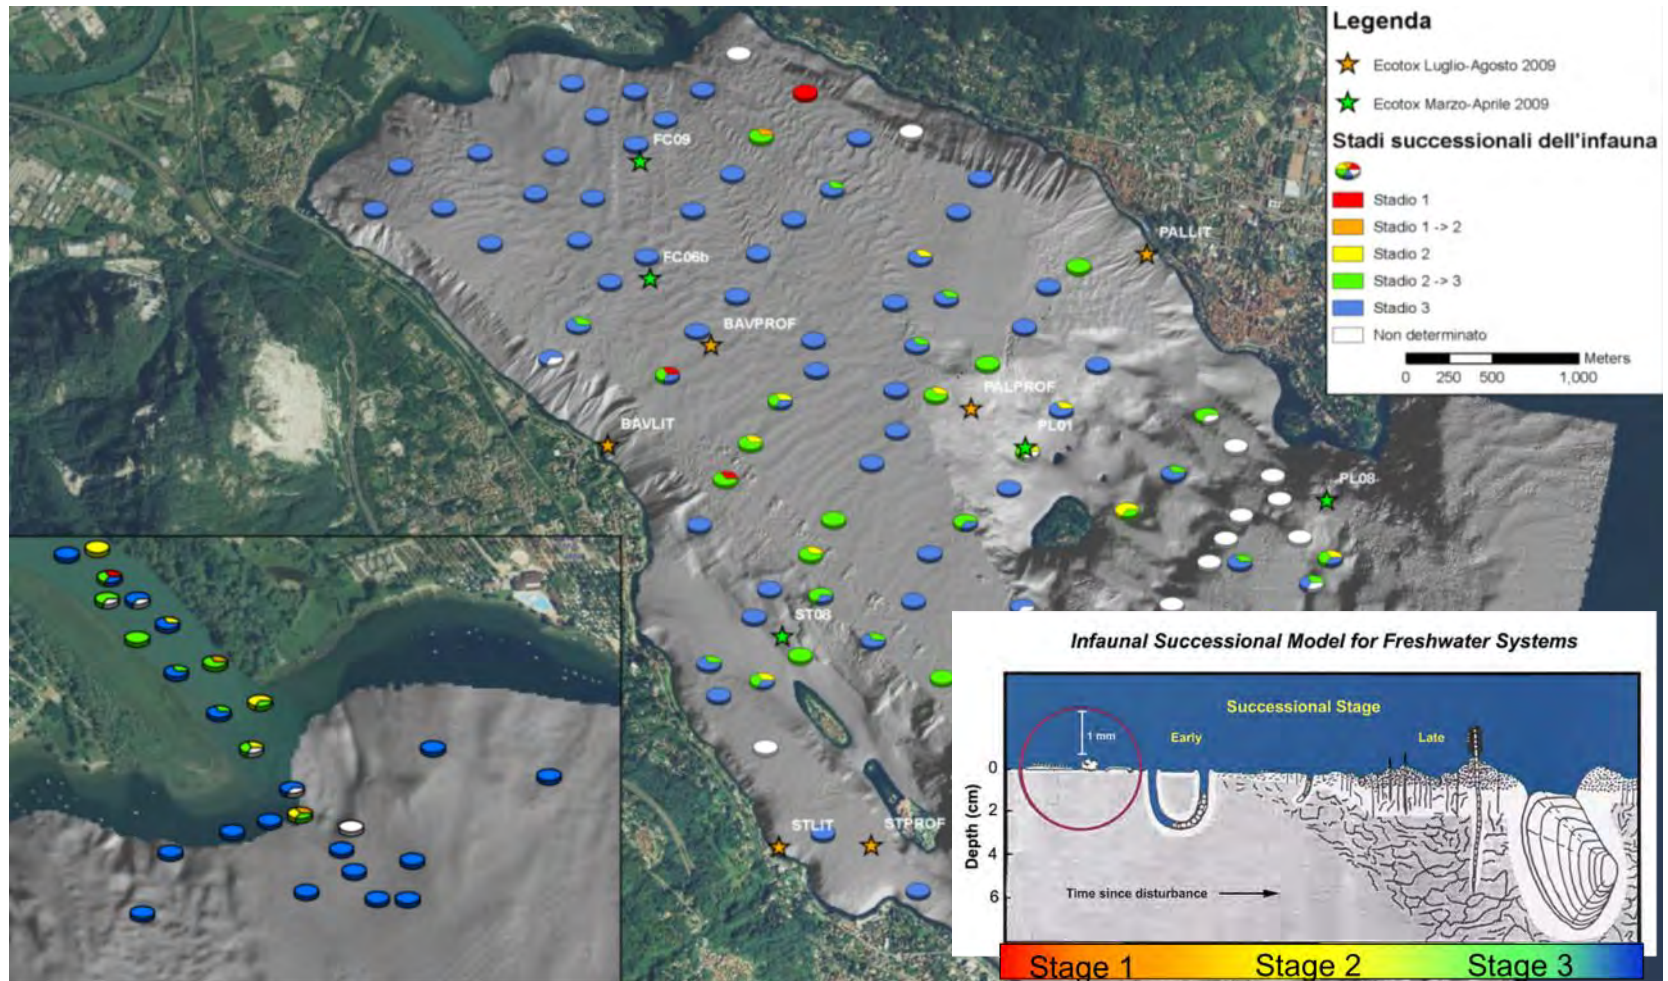 Legenda
Ecotox Luglio-Agosto 2009
Ecotox Marzo-Aprile 2009
Stadi successionali dell'infauna
Stadio 1
Stadio 1 -> 2
Stadio 2
Stadio 2 -> 3
Stadio 3
Non determinato
Meters
0 250 500 1,000
FC09
PALLIT
FC06b
BAVPROF
PALPROF
BAVLIT
PL01
PL08
ST08
STLIT
STPROF
Infaunal Successional Model for Freshwater Systems
Successional Stage
1 mm
Early
Late
0
2
4
6
Depth (cm)
Time since disturbance
Stage 1
Stage 2
Stage 3